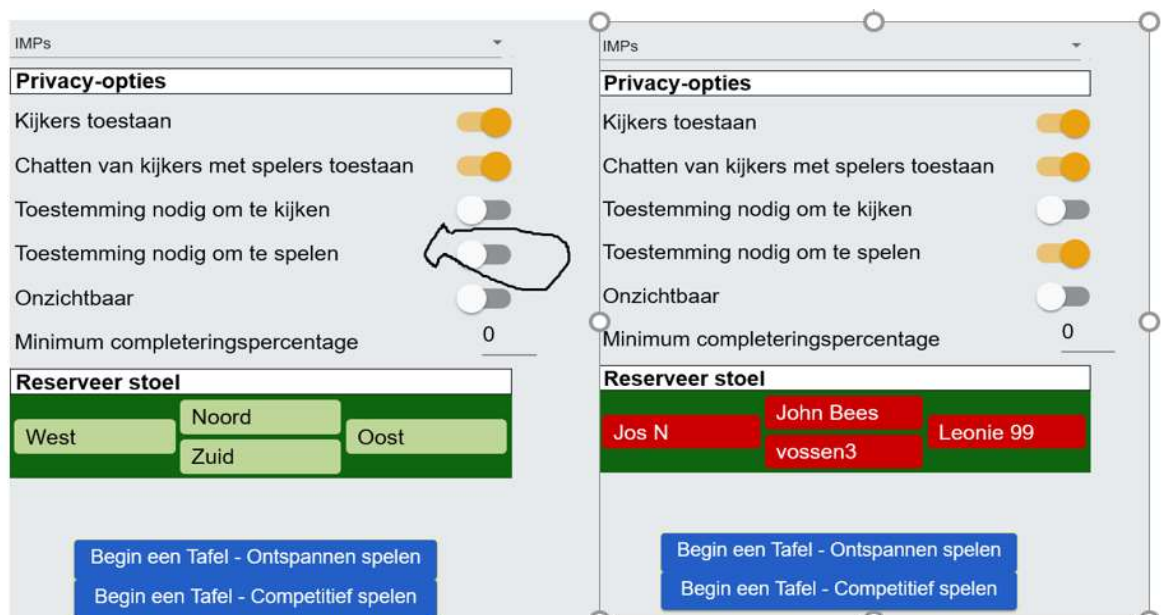 IMPs
Privacy-opties
Kijkers toestaan
Chatten van kijkers met spelers toestaan
Toestemming nodig om te kijken
Toestemming nodig om te spelen
Onzichtbaar
Minimum completeringspercentage 0
Reserveer stoel
Noord
West Oost
Zuid
Begin een Tafel - Ontspannen spelen
Begin een Tafel - Competitief spelen
IMPs
Privacy-opties
Kijkers toestaan
Chatten van kijkers met spelers toestaan
Toestemming nodig om te kijken
Toestemming nodig om te spelen
Onzichtbaar
Minimum completeringspercentage 0
Reserveer stoel
John Bees
Jos N Leonie 99
vossen3
Begin een Tafel - Ontspannen spelen
Begin een Tafel - Competitief spelen